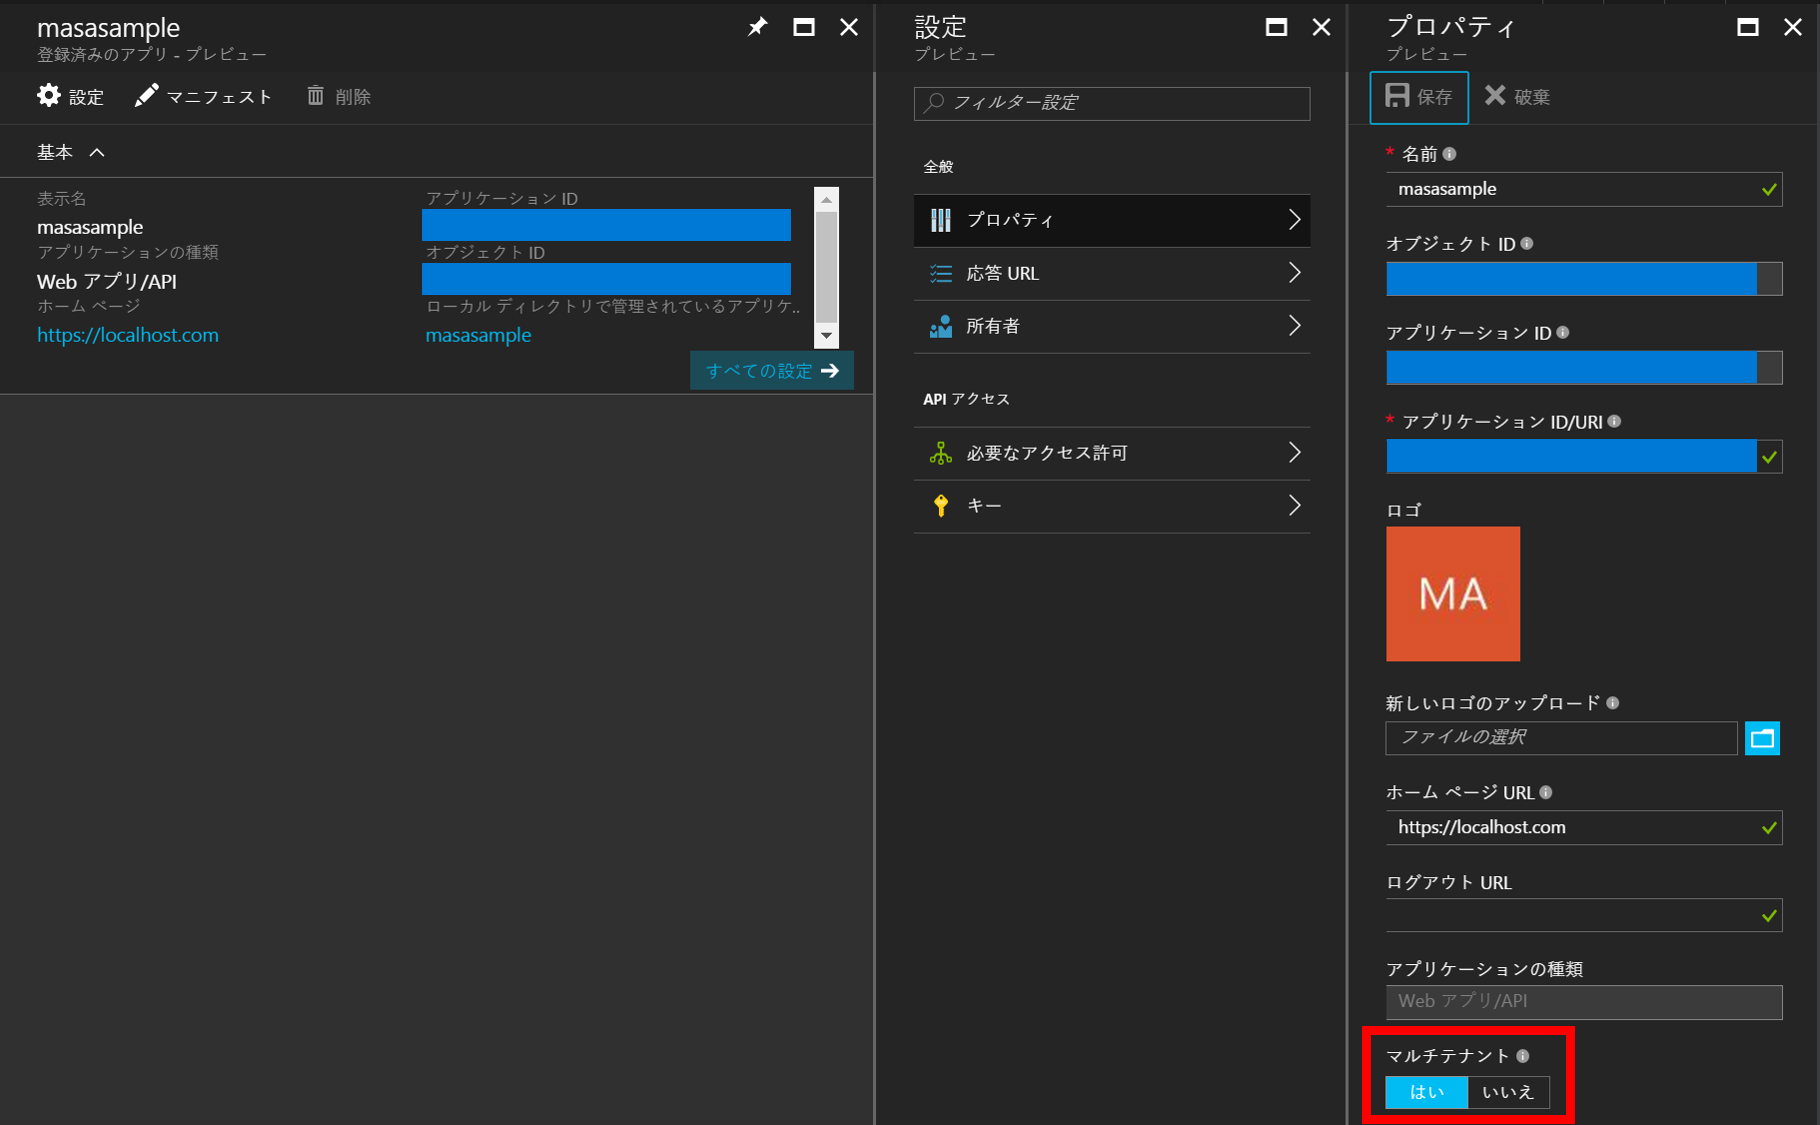 masasample
登録済みのアプリ - プレビュー
設定
マニフェスト
削除
基本
表示名
masasample
アプリケーションの種類
Web アプリ/API
ホーム ページ
https://localhost.com
アプリケーション ID
オブジェクト ID
ローカル ディレクトリで管理されているアプリケ..
masasample
すべての設定
設定
プレビュー
フィルター設定
全般
プロパティ
応答 URL
所有者
API アクセス
必要なアクセス許可
キー
プロパティ
プレビュー
保存
破棄
* 名前
masasample
オブジェクト ID
アプリケーション ID
* アプリケーション ID/URI
ロゴ
MA
新しいロゴのアップロード
ファイルの選択
ホーム ページ URL
https://localhost.com
ログアウト URL
アプリケーションの種類
Web アプリ/API
マルチテナント
はい
いいえ